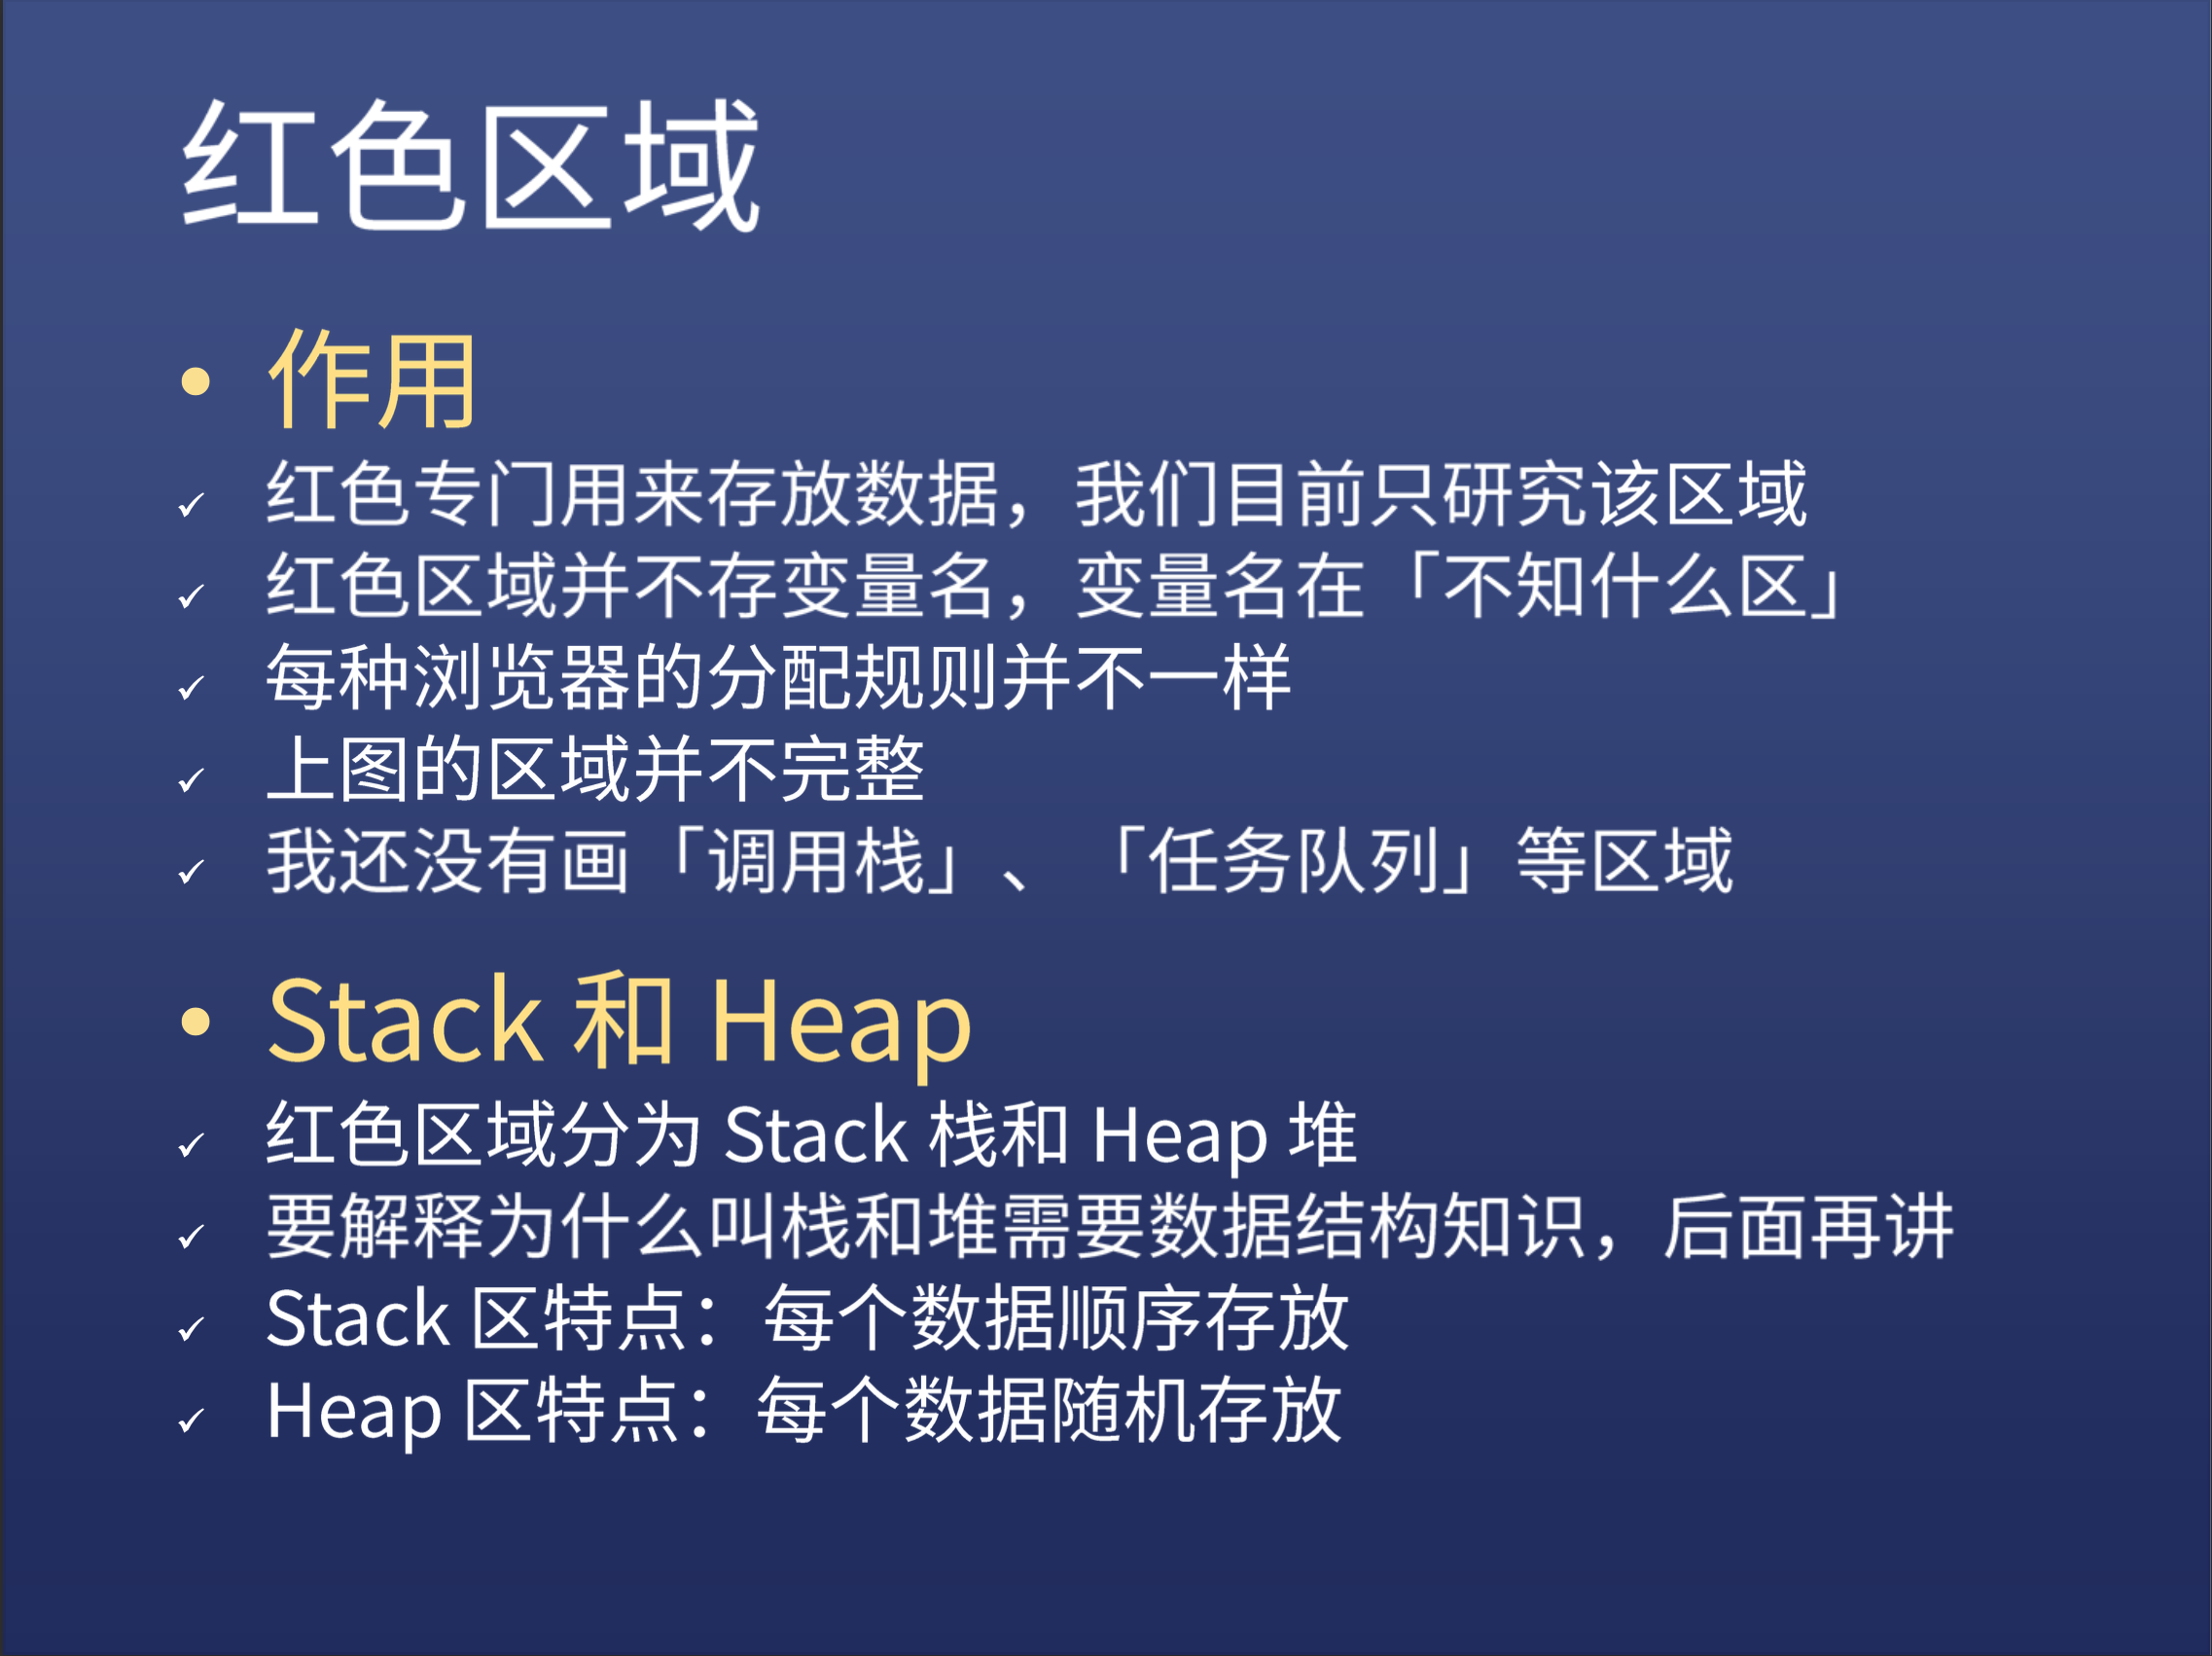 红色区域
• 作用
✓ 红色专门用来存放数据，我们目前只研究该区域
✓ 红色区域并不存变量名，变量名在「不知什么区」
✓ 每种浏览器的分配规则并不一样
✓ 上图的区域并不完整
✓ 我还没有画「调用栈」、「任务队列」等区域
• Stack 和 Heap
✓ 红色区域分为 Stack 栈和 Heap 堆
✓ 要解释为什么叫栈和堆需要数据结构知识，后面再讲
✓ Stack 区特点：每个数据顺序存放
✓ Heap 区特点：每个数据随机存放